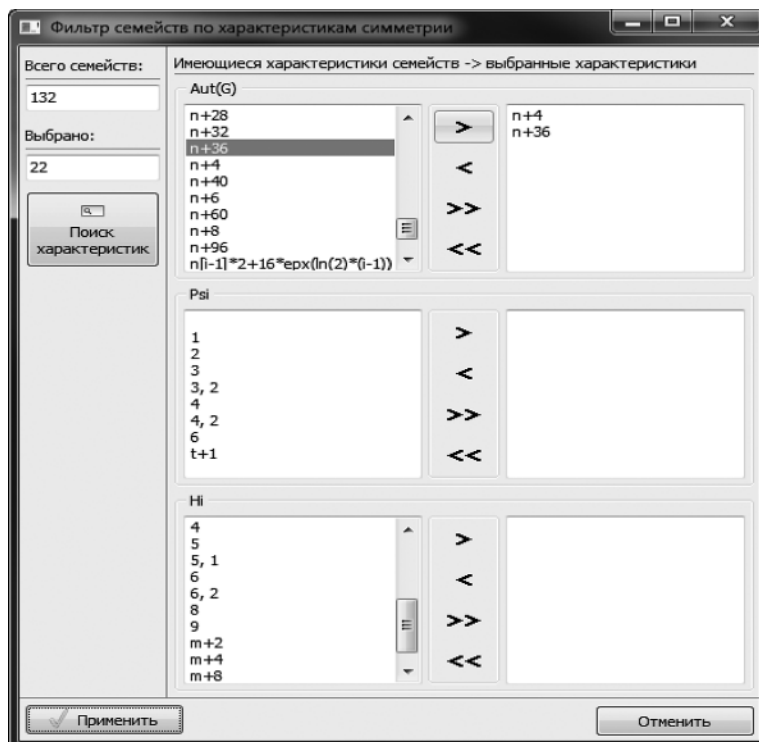 Фильтр семейств по характеристикам симметрии
Всего семейств:
132
Выбрано:
22
Поиск
характеристик
Имеющиеся характеристики семейств -> выбранные характеристики
Aut(G)
n+28
n+32
n+36
n+4
n+40
n+6
n+60
n+8
n+96
n[i-1]*2+16*epx(ln(2)*(i-1))
>
<
>>
<<
n+4
n+36
Psi
1
2
3
3, 2
4
4, 2
6
t+1
>
<
>>
<<
Hi
4
5
5, 1
6
6, 2
8
9
m+2
m+4
m+8
>
<
>>
<<
Применить
Отменить